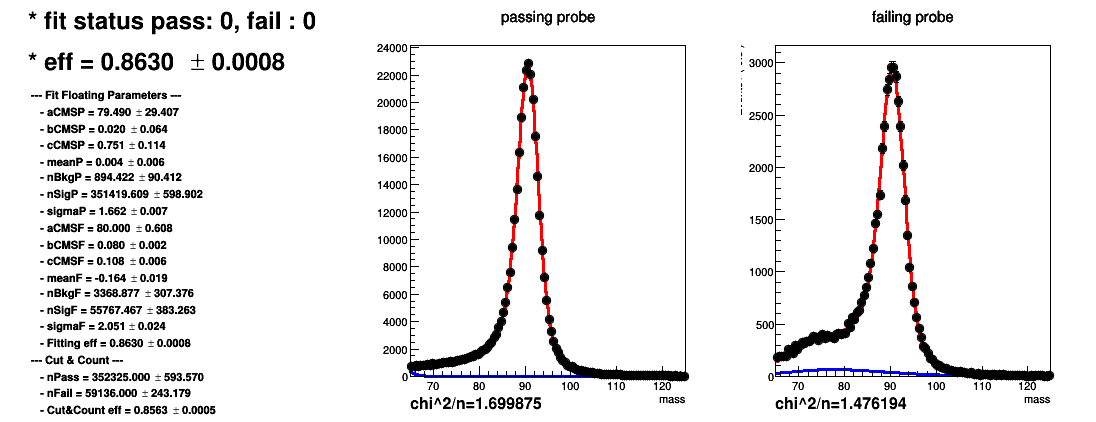 * fit status pass: 0, fail : 0
* eff = 0.8630 ± 0.0008
--- Fit Floating Parameters ---
- aCMSP = 79.490 ± 29.407
- bCMSP = 0.020 ± 0.064
- cCMSP = 0.751 ± 0.114
- meanP = 0.004 ± 0.006
- nBkgP = 894.422 ± 90.412
- nSigP = 351419.609 ± 598.902
- sigmaP = 1.662 ± 0.007
- aCMSF = 80.000 ± 0.608
- bCMSF = 0.080 ± 0.002
- cCMSF = 0.108 ± 0.006
- meanF = -0.164 ± 0.019
- nBkgF = 3368.877 ± 307.376
- nSigF = 55767.467 ± 383.263
- sigmaF = 2.051 ± 0.024
- Fitting eff = 0.8630 ± 0.0008
--- Cut & Count ---
- nPass = 352325.000 ± 593.570
- nFail = 59136.000 ± 243.179
- Cut&Count eff = 0.8563 ± 0.0005
passing probe
24000
22000
20000
18000
16000
14000
12000
10000
8000
6000
4000
2000
0
70 80 90 100 110 120
mass
chi^2/n=1.699875
failing probe
3000
2500
2000
1500
1000
500
0
70 80 90 100 110 120
mass
chi^2/n=1.476194